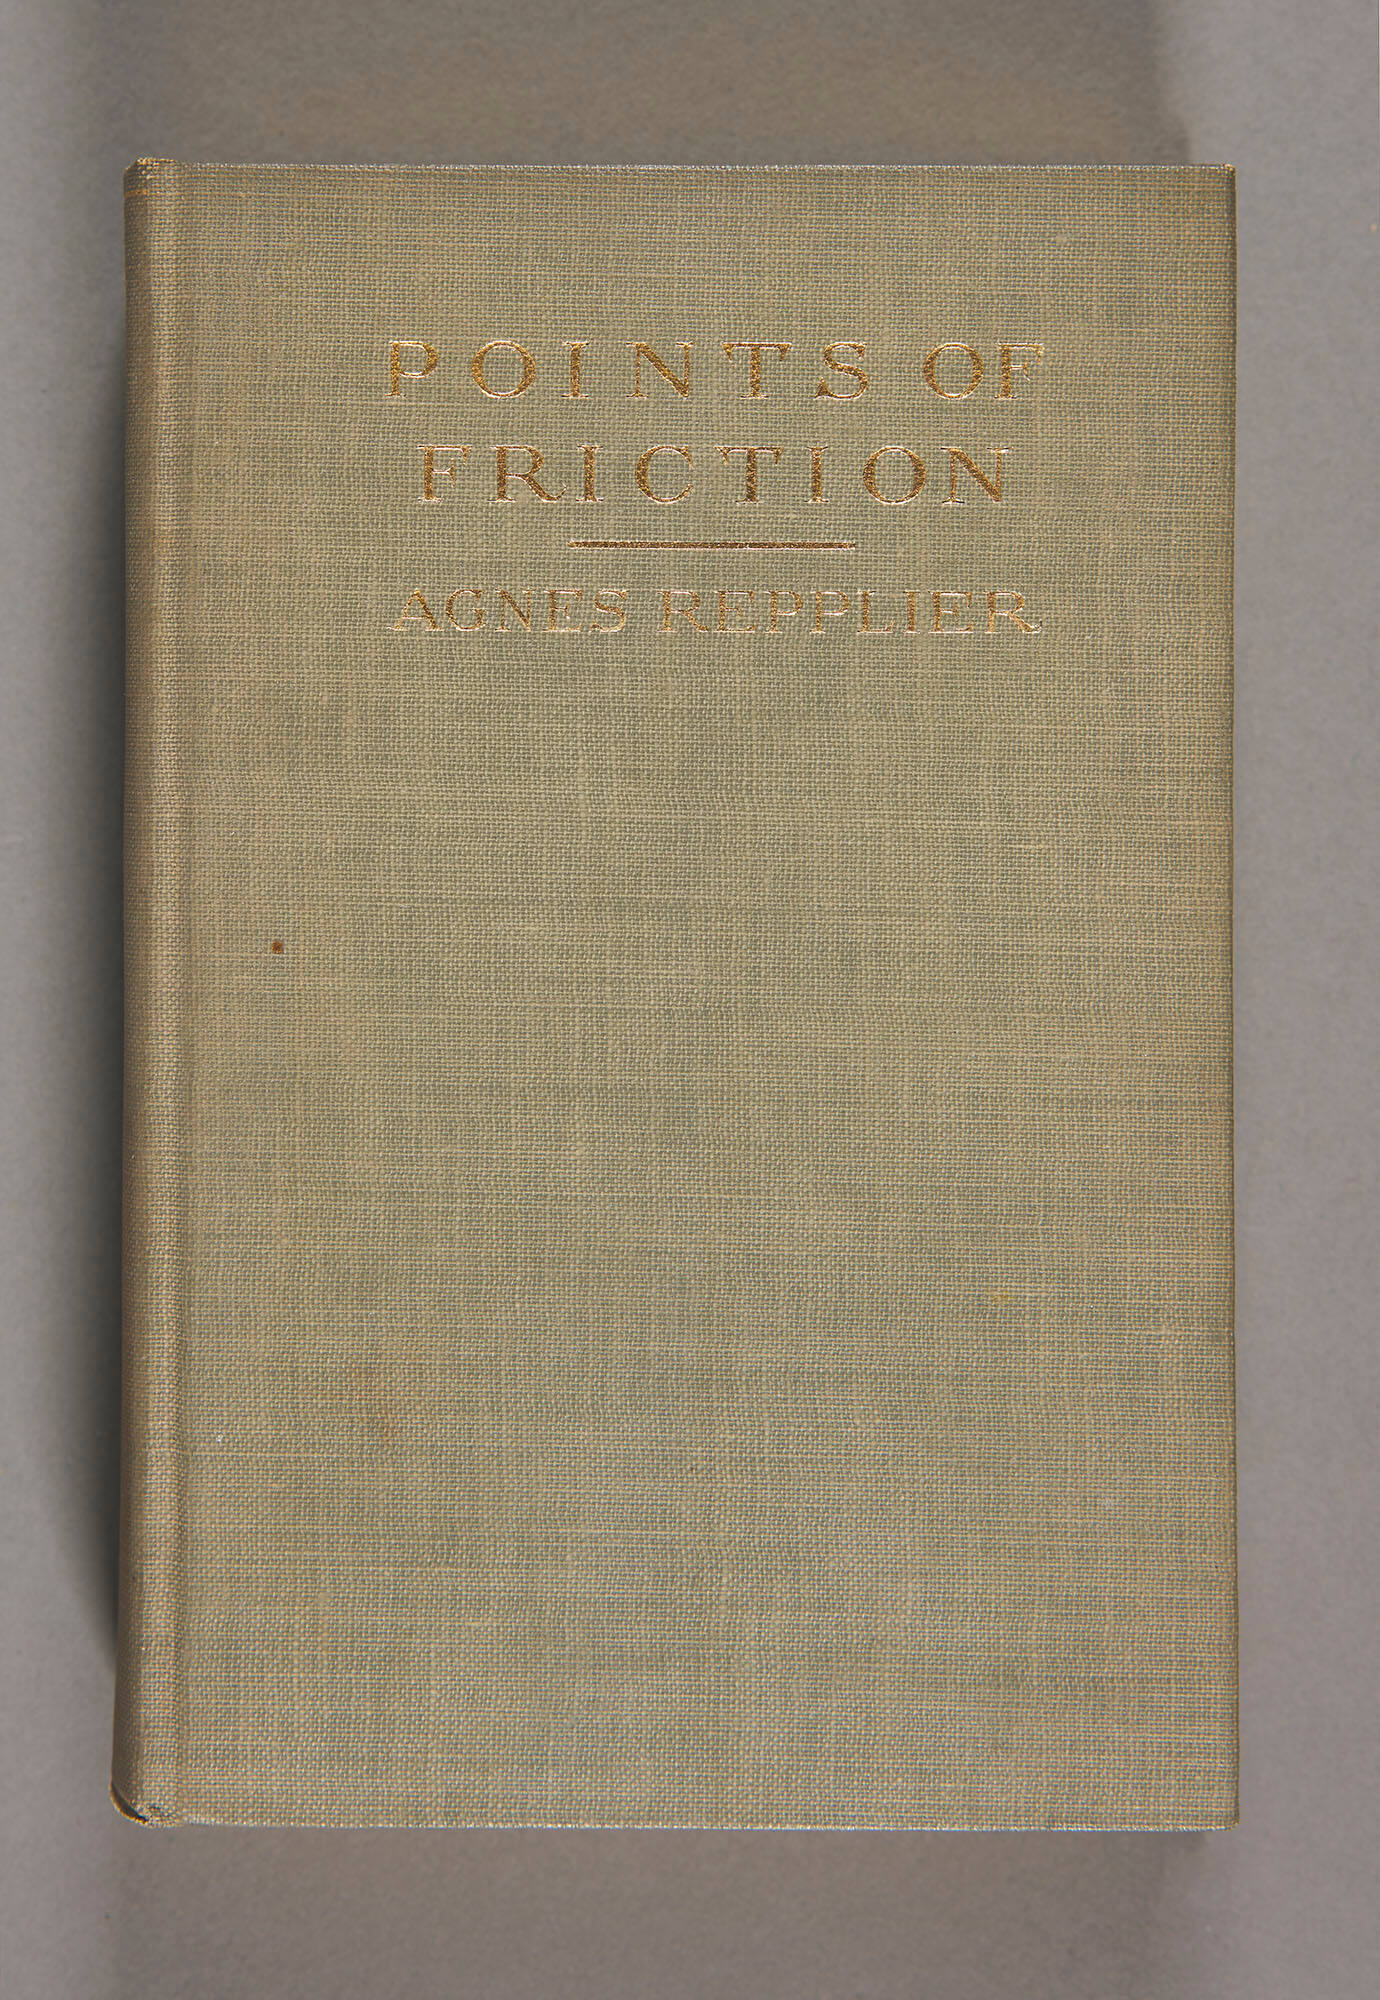 POINTS OF
FRICTION
AGNES REPPLIER